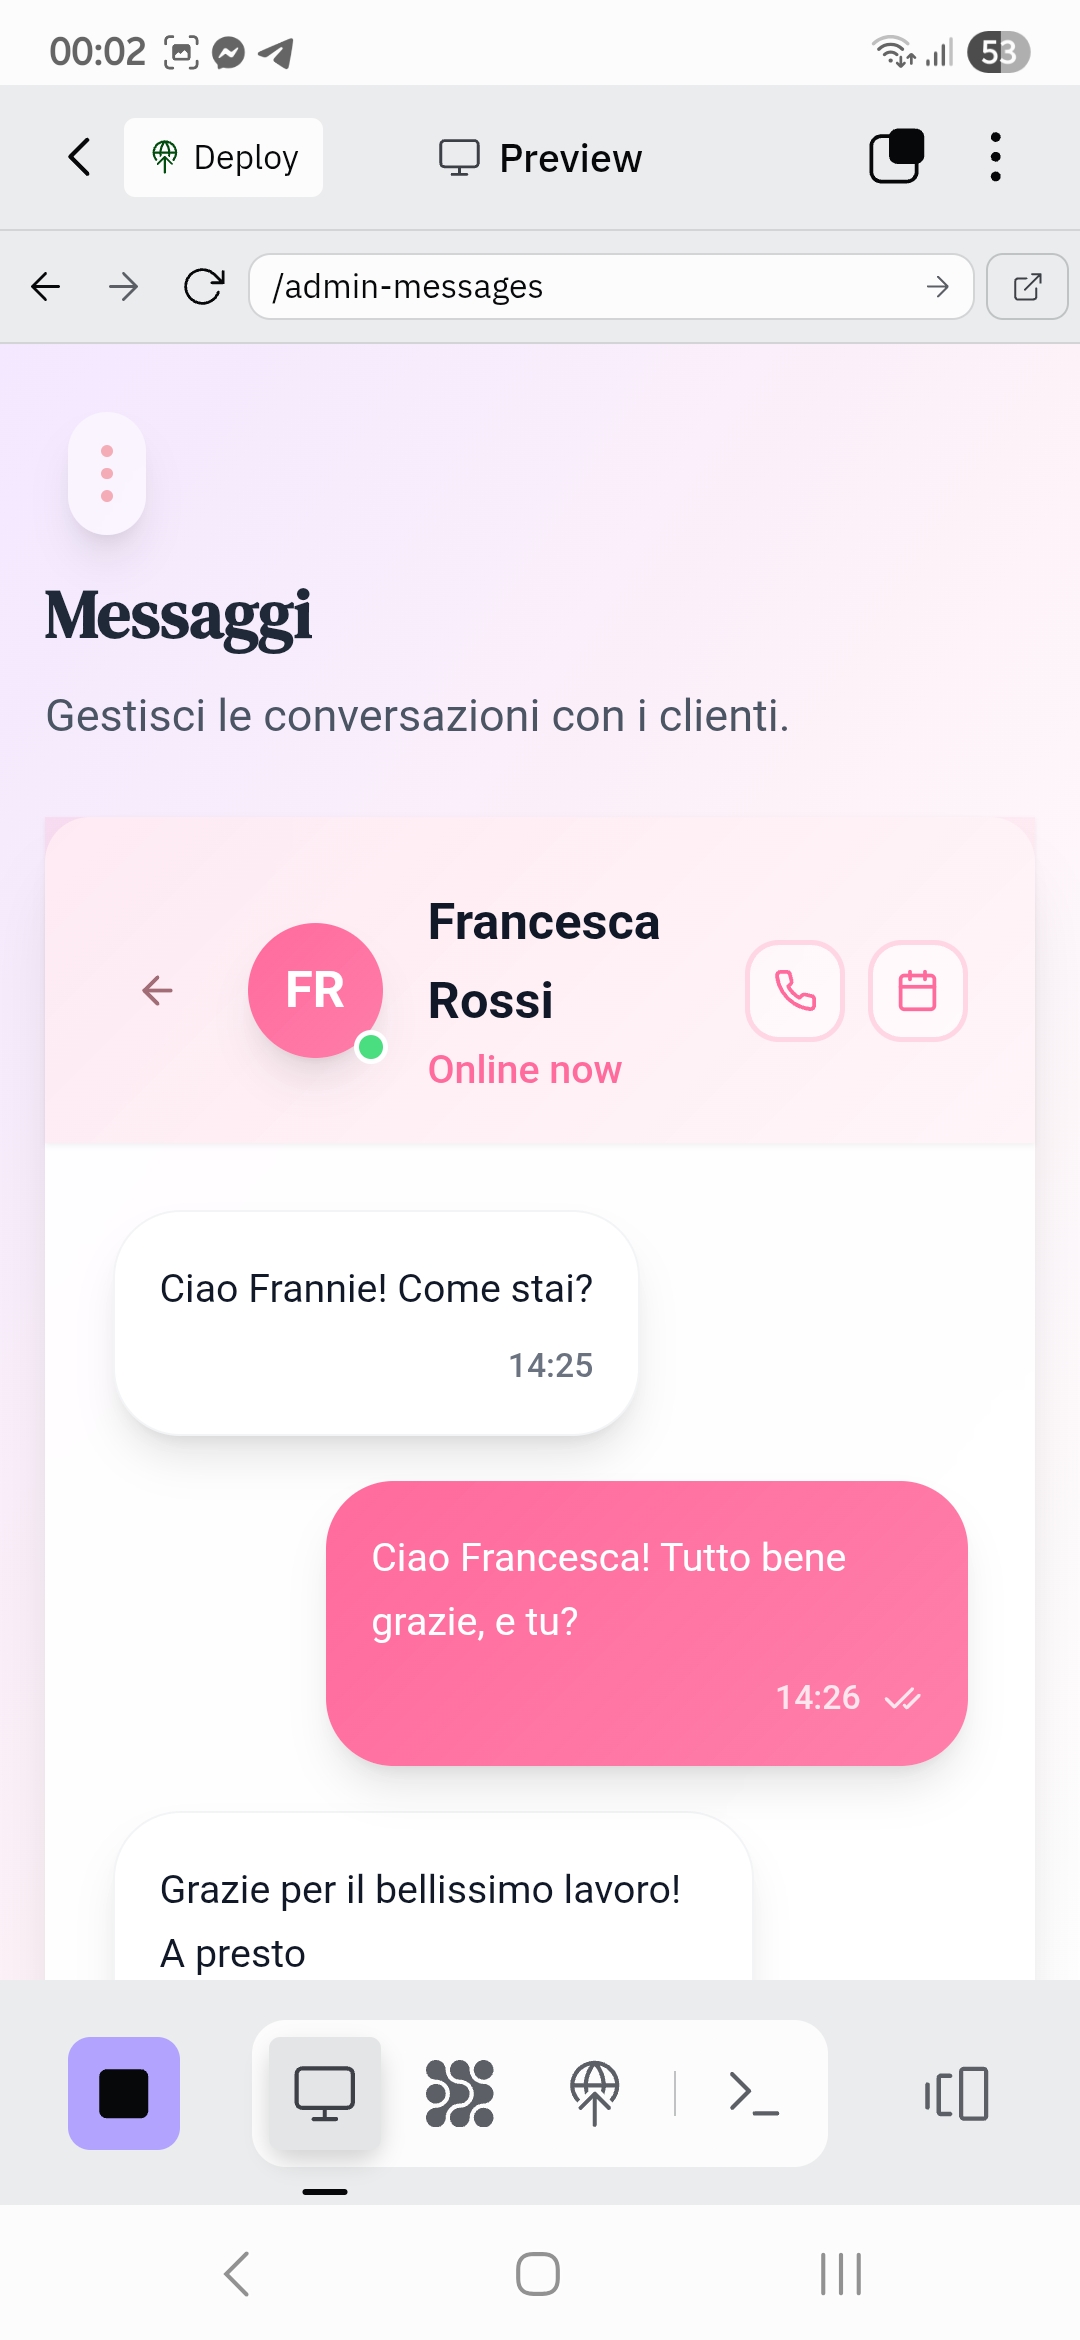 00:02
53
Deploy
Preview
/admin-messages
Messaggi
Gestisci le conversazioni con i clienti.
FR
Francesca
Rossi
Online now
Ciao Frannie! Come stai?
14:25
Ciao Francesca! Tutto bene
grazie, e tu?
14:26
Grazie per il bellissimo lavoro!
A presto